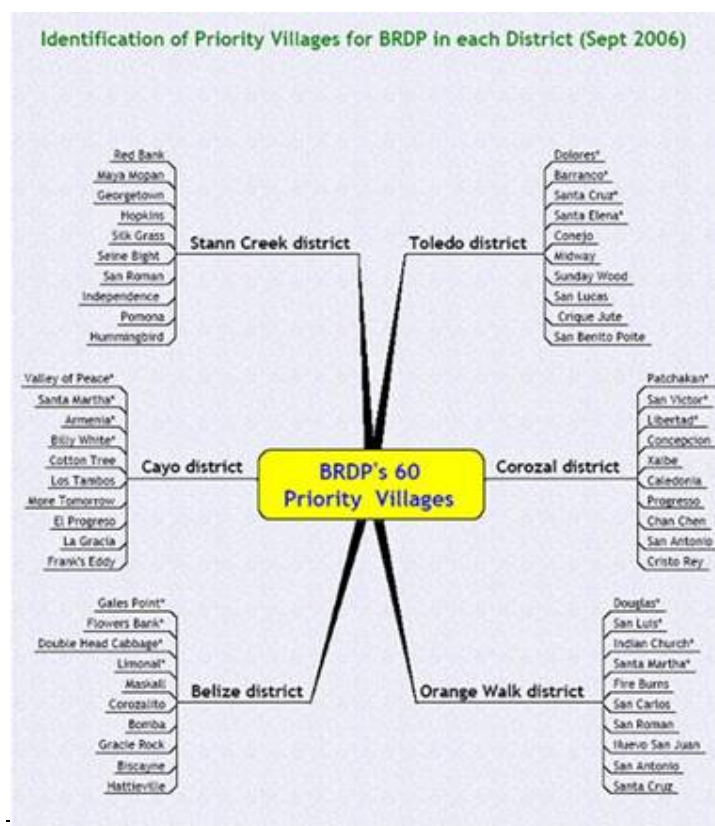 Identification of Priority Villages for BRDP in each District (Sept 2006)
Red Bank
Maya Mopan
Georgetown
Hopkins
Silk Grass
Seine Bight
San Roman
Independence
Pomona
Hummingbird
Stann Creek district
Dolores*
Barranco*
Santa Cruz*
Santa Elena*
Conejo
Midway
Sunday Wood
San Lucas
Crique Jute
San Benito Poite
Toledo district
Valley of Peace*
Santa Martha*
Armenia*
Billy White*
Cotton Tree
Los Tambos
More Tomorrow
El Progreso
La Gracia
Frank's Eddy
Cayo district
BRDP's 60
Priority Villages
Corozal district
Patchakan*
San Victor*
Libertad*
Concepcion
Xaibe
Caledonia
Progresso
Chan Chen
San Antonio
Cristo Rey
Gales Point*
Flowers Bank*
Double Head Cabbage*
Limonal*
Maskall
Corozalito
Bomba
Gracie Rock
Biscayne
Hattieville
Belize district
Orange Walk district
Douglas*
San Luis*
Indian Church*
Santa Martha*
Fire Burns
San Carlos
San Roman
Nuevo San Juan
San Antonio
Santa Cruz